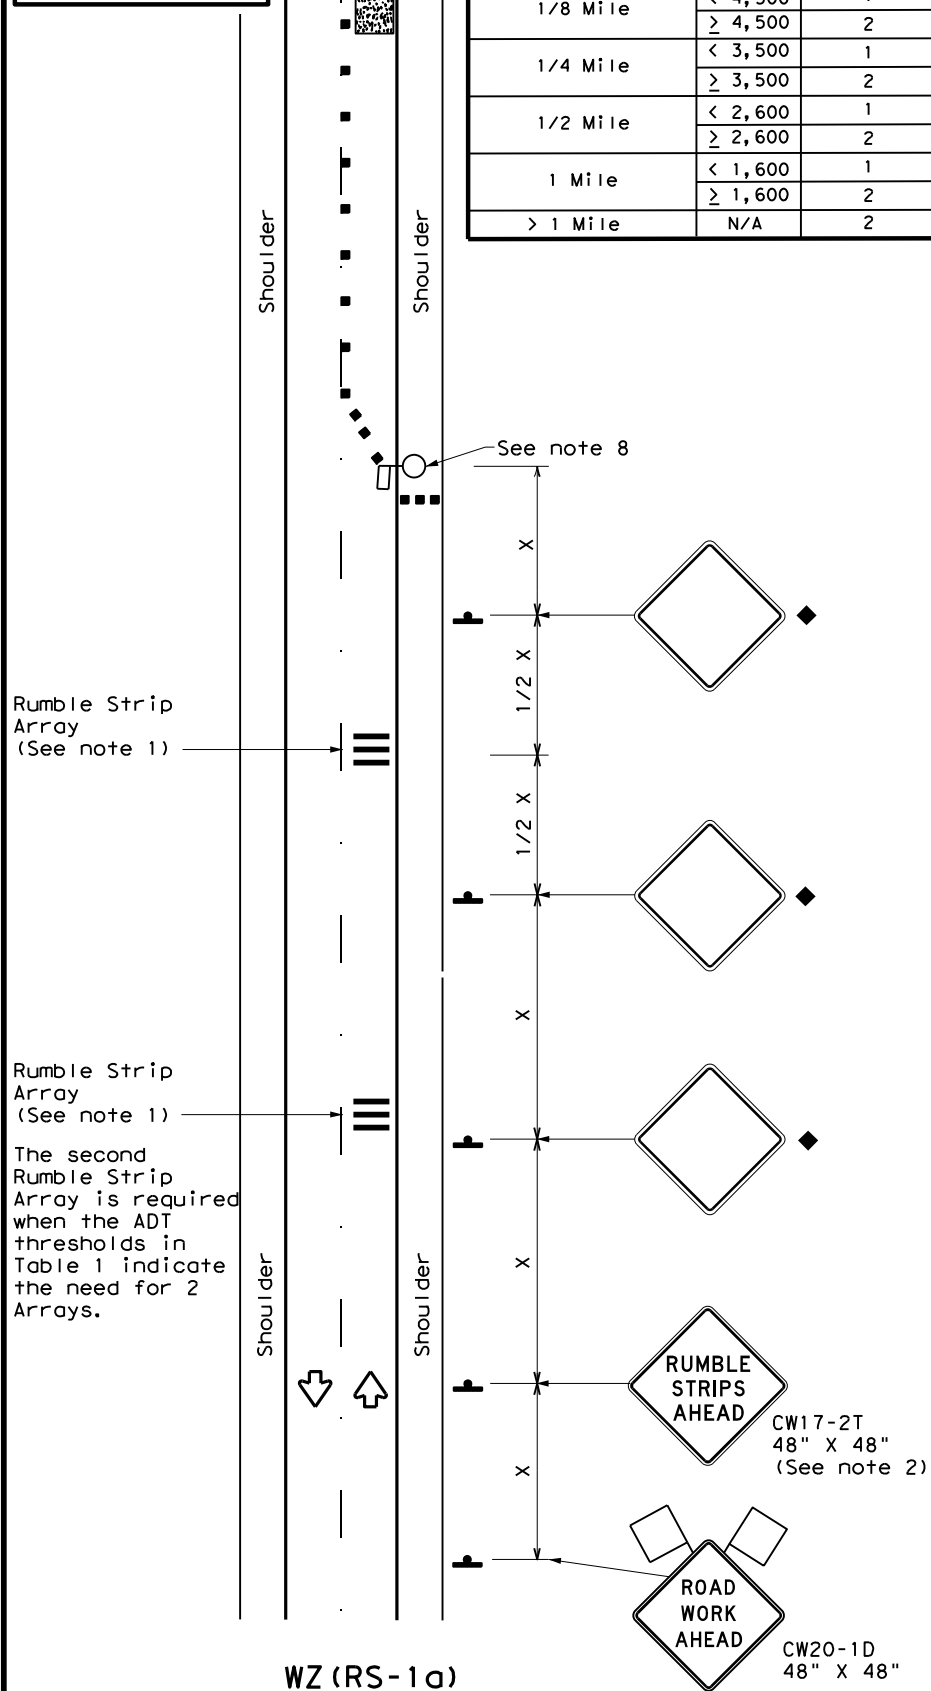 1/8 Mile
< 4,500
≥ 4,500 2
1/4 Mile
< 3,500 1
≥ 3,500 2
1/2 Mile
< 2,600 1
≥ 2,600 2
1 Mile
< 1,600 1
≥ 1,600 2
> 1 Mile N/A 2
Shoulder
Shoulder
See note 8
X
1/2 X
Rumble Strip
Array
(See note 1)
1/2 X
X
Rumble Strip
Array
(See note 1)
The second
Rumble Strip
Array is required
when the ADT
thresholds in
Table 1 indicate
the need for 2
Arrays.
Shoulder
Shoulder
X
RUMBLE
STRIPS
AHEAD
CW17-2T
48" X 48"
(See note 2)
X
ROAD
WORK
AHEAD
CW20-1D
48" X 48"
WZ(RS-1a)